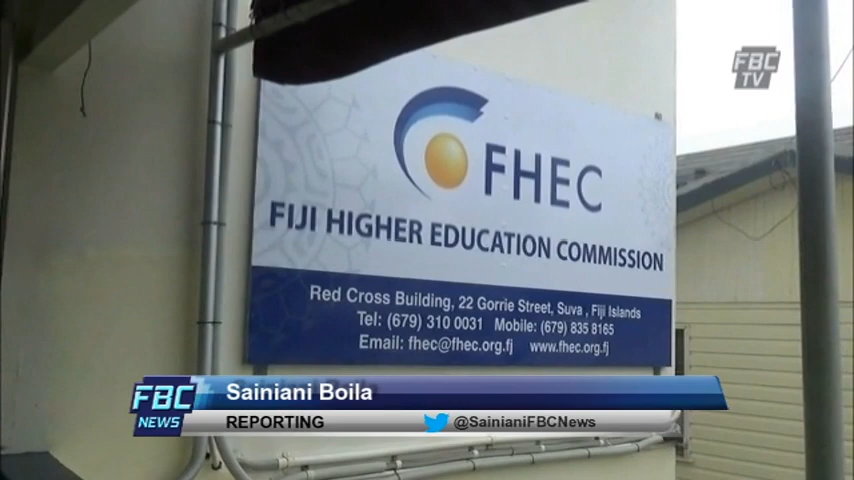 FBC
TV
FHEC
FIJI HIGHER EDUCATION COMMISSION
Red Cross Building, 22 Gorrie Street, Suva , Fiji Islands
Tel: (679) 310 0031 Mobile: (679) 835 8165
Email: fhec@fhec.org.fj www.fhec.org.fj
FBC
NEWS
Sainiani Boila
REPORTING
@SainianiFBCNews